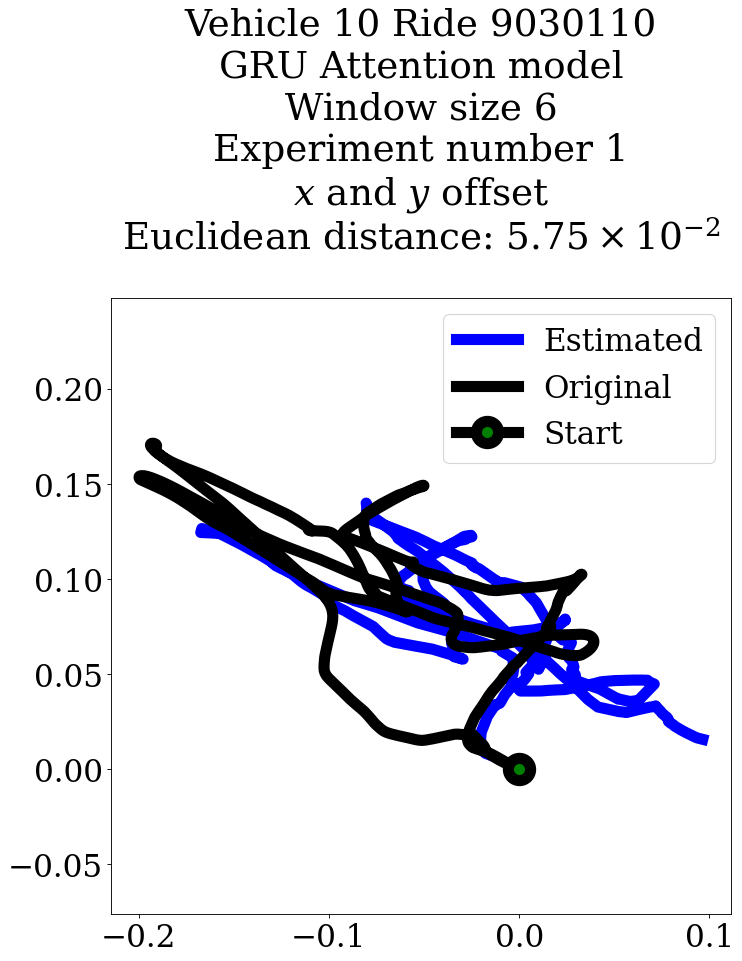 Vehicle 10 Ride 9030110
GRU Attention model
Window size 6
Experiment number 1
x and y offset
Euclidean distance: 5.75 × 10⁻²
Estimated
Original
Start
0.20
0.15
0.10
0.05
0.00
−0.05
−0.2 −0.1 0.0 0.1